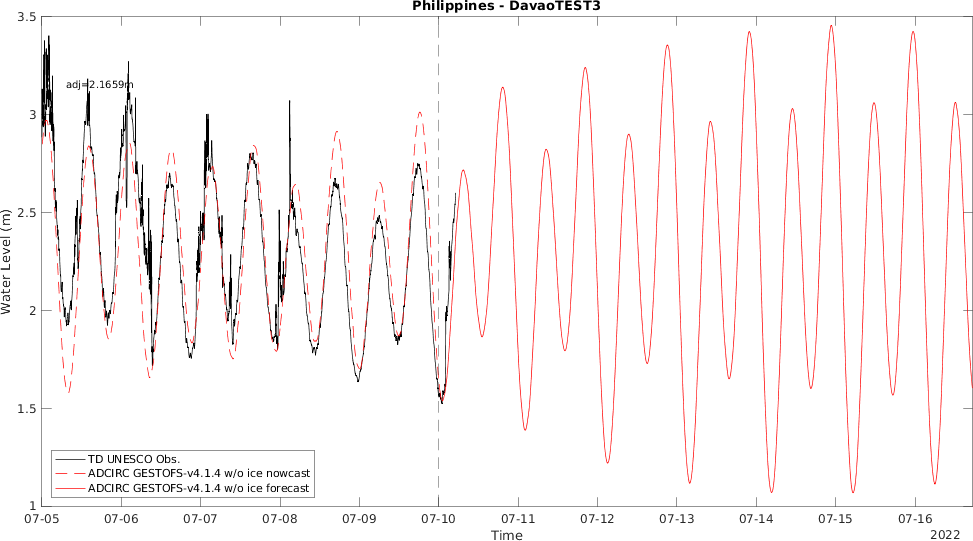 Philippines - DavaoTEST3
3.5
3
2.5
2
1.5
1
Water Level (m)
adj=2.1659m
TD UNESCO Obs.
ADCIRC GESTOFS-v4.1.4 w/o ice nowcast
ADCIRC GESTOFS-v4.1.4 w/o ice forecast
07-05 07-06 07-07 07-08 07-09 07-10 07-11 07-12 07-13 07-14 07-15 07-16
Time
2022